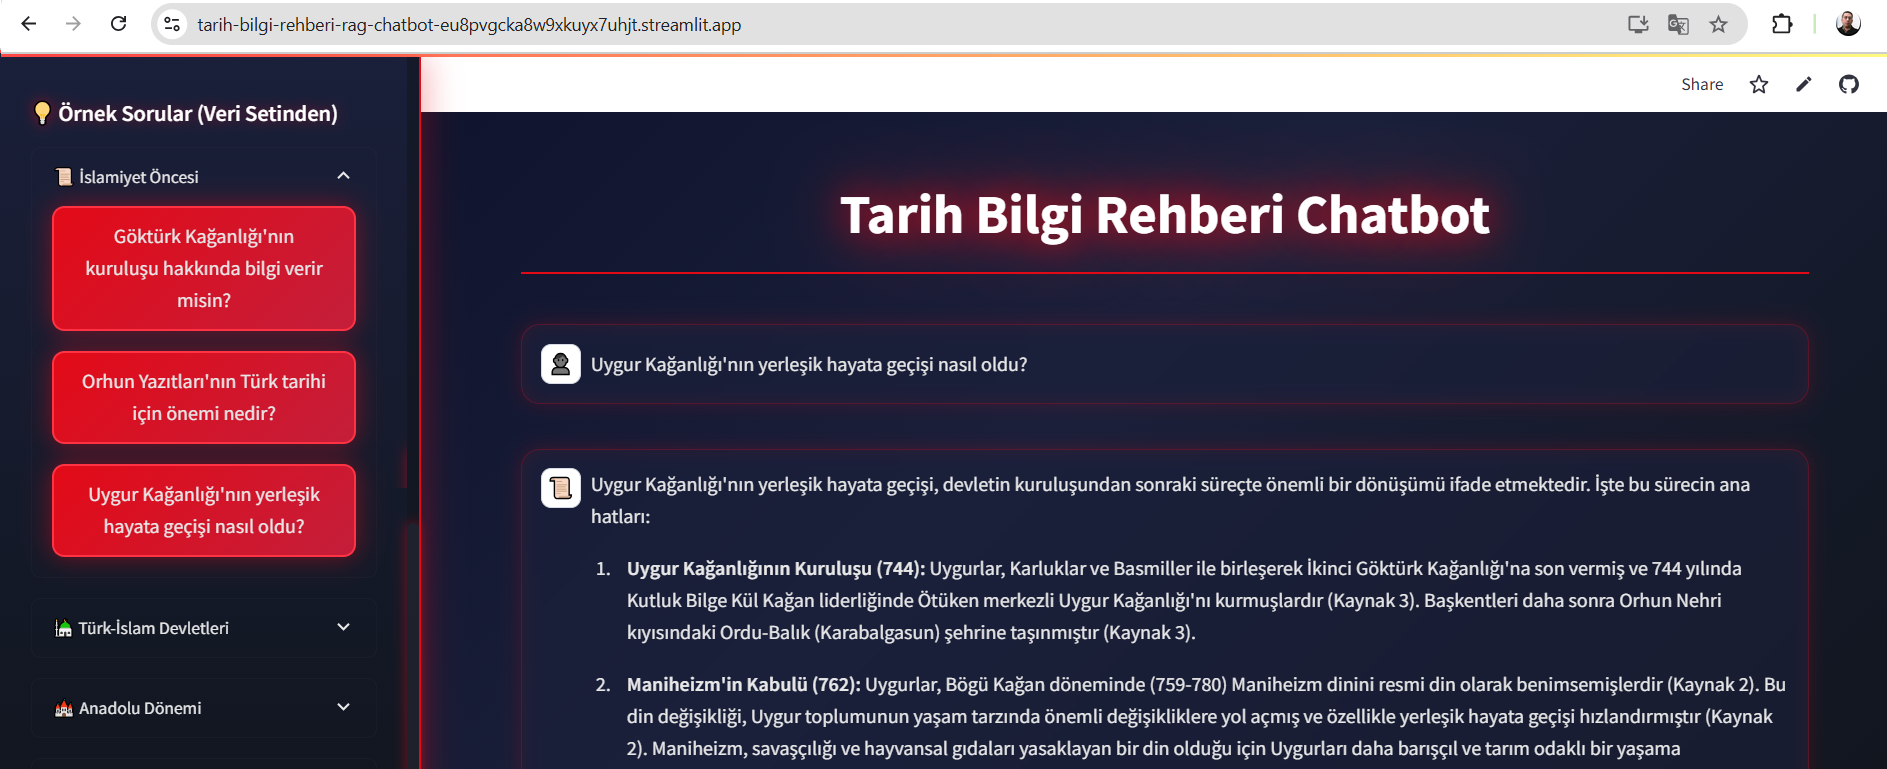 tarih-bilgi-rehberi-rag-chatbot-eu8pvgcka8w9xkuyx7uhjt.streamlit.app
Share
Örnek Sorular (Veri Setinden)
İslamiyet Öncesi
Göktürk Kağanlığı'nın
kuruluşu hakkında bilgi verir
misin?
Orhun Yazıtları'nın Türk tarihi
için önemi nedir?
Uygur Kağanlığı'nın yerleşik
hayata geçişi nasıl oldu?
Türk-İslam Devletleri
Anadolu Dönemi
Tarih Bilgi Rehberi Chatbot
Uygur Kağanlığı'nın yerleşik hayata geçişi nasıl oldu?
Uygur Kağanlığı'nın yerleşik hayata geçişi, devletin kuruluşundan sonraki süreçte önemli bir dönüşümü ifade etmektedir. İşte bu sürecin ana
hatları:
1. Uygur Kağanlığının Kuruluşu (744): Uygurlar, Karluklar ve Basmiller ile birleşerek İkinci Göktürk Kağanlığı'na son vermiş ve 744 yılında
Kutluk Bilge Kül Kağan liderliğinde Ötüken merkezli Uygur Kağanlığı'nı kurmuşlardır (Kaynak 3). Başkentleri daha sonra Orhun Nehri
kıyısındaki Ordu-Balık (Karabalgasun) şehrine taşınmıştır (Kaynak 3).
2. Maniheizm'in Kabulü (762): Uygurlar, Bögü Kağan döneminde (759-780) Maniheizm dinini resmi din olarak benimsemişlerdir (Kaynak 2). Bu
din değişikliği, Uygur toplumunun yaşam tarzında önemli değişikliklere yol açmış ve özellikle yerleşik hayata geçişi hızlandırmıştır (Kaynak
2). Maniheizm, savaşçılığı ve hayvansal gıdaları yasaklayan bir din olduğu için Uygurları daha barışçıl ve tarım odaklı bir yaşama